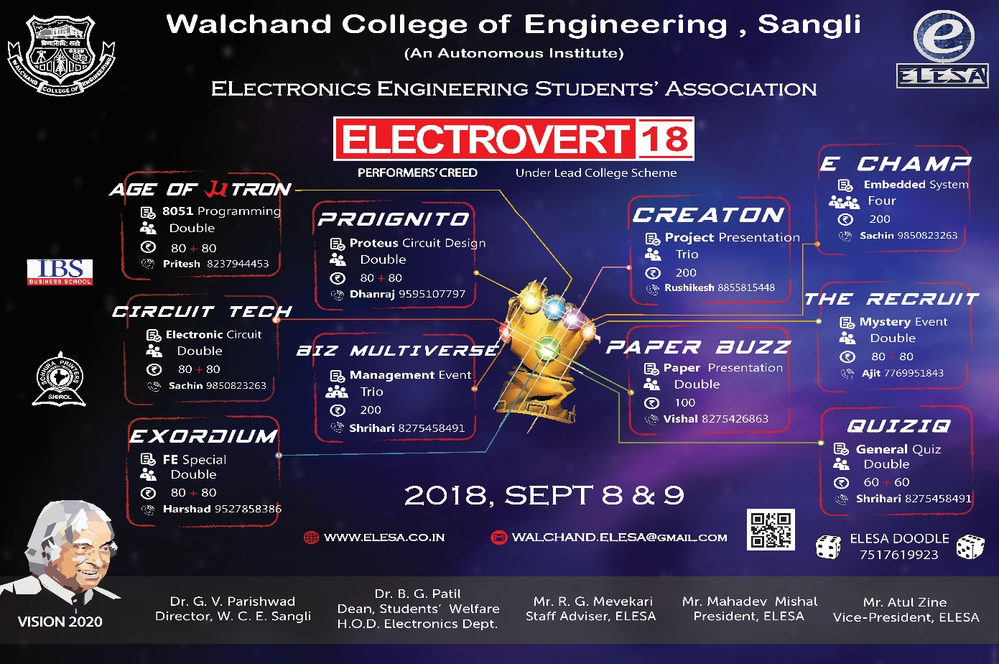 Walchand College of Engineering , Sangli
(An Autonomous Institute)
ELectronics Engineering Students' Association
WALCHAND COLLEGE OF ENGINEERING
e
ELESA
ELECTROVERT 18
PERFORMERS' CREED Under Lead College Scheme
AGE OF µTRON
8051 Programming
Double
80 + 80
Pritesh 8237944453
PROIGNITO
Proteus Circuit Design
Double
80 + 80
Dhanraj 9595107797
CREATON
Project Presentation
Trio
200
Rushikesh 8855815448
E CHAMP
Embedded System
Four
200
Sachin 9850823263
IBS
BUSINESS SCHOOL
CIRCUIT TECH
Electronic Circuit
Double
80 + 80
Sachin 9850823263
BIZ MULTIVERSE
Management Event
Trio
200
Shrihari 8275458491
PAPER BUZZ
Paper Presentation
Double
100
Vishal 8275426863
THE RECRUIT
Mystery Event
Double
80 + 80
Ajit 7769951843
PRINTERS
SHIROL
EXORDIUM
FE Special
Double
80 + 80
Harshad 9527858386
QUIZIQ
General Quiz
Double
60 + 60
Shrihari 8275458491
2018, SEPT 8 & 9
WWW.ELESA.CO.IN
WALCHAND.ELESA@GMAIL.COM
ELESA DOODLE
7517619923
VISION 2020
Dr. G. V. Parishwad
Director, W. C. E. Sangli
Dr. B. G. Patil
Dean, Students' Welfare
H.O.D. Electronics Dept.
Mr. R. G. Mevekari
Staff Adviser, ELESA
Mr. Mahadev Mishal
President, ELESA
Mr. Atul Zine
Vice-President, ELESA